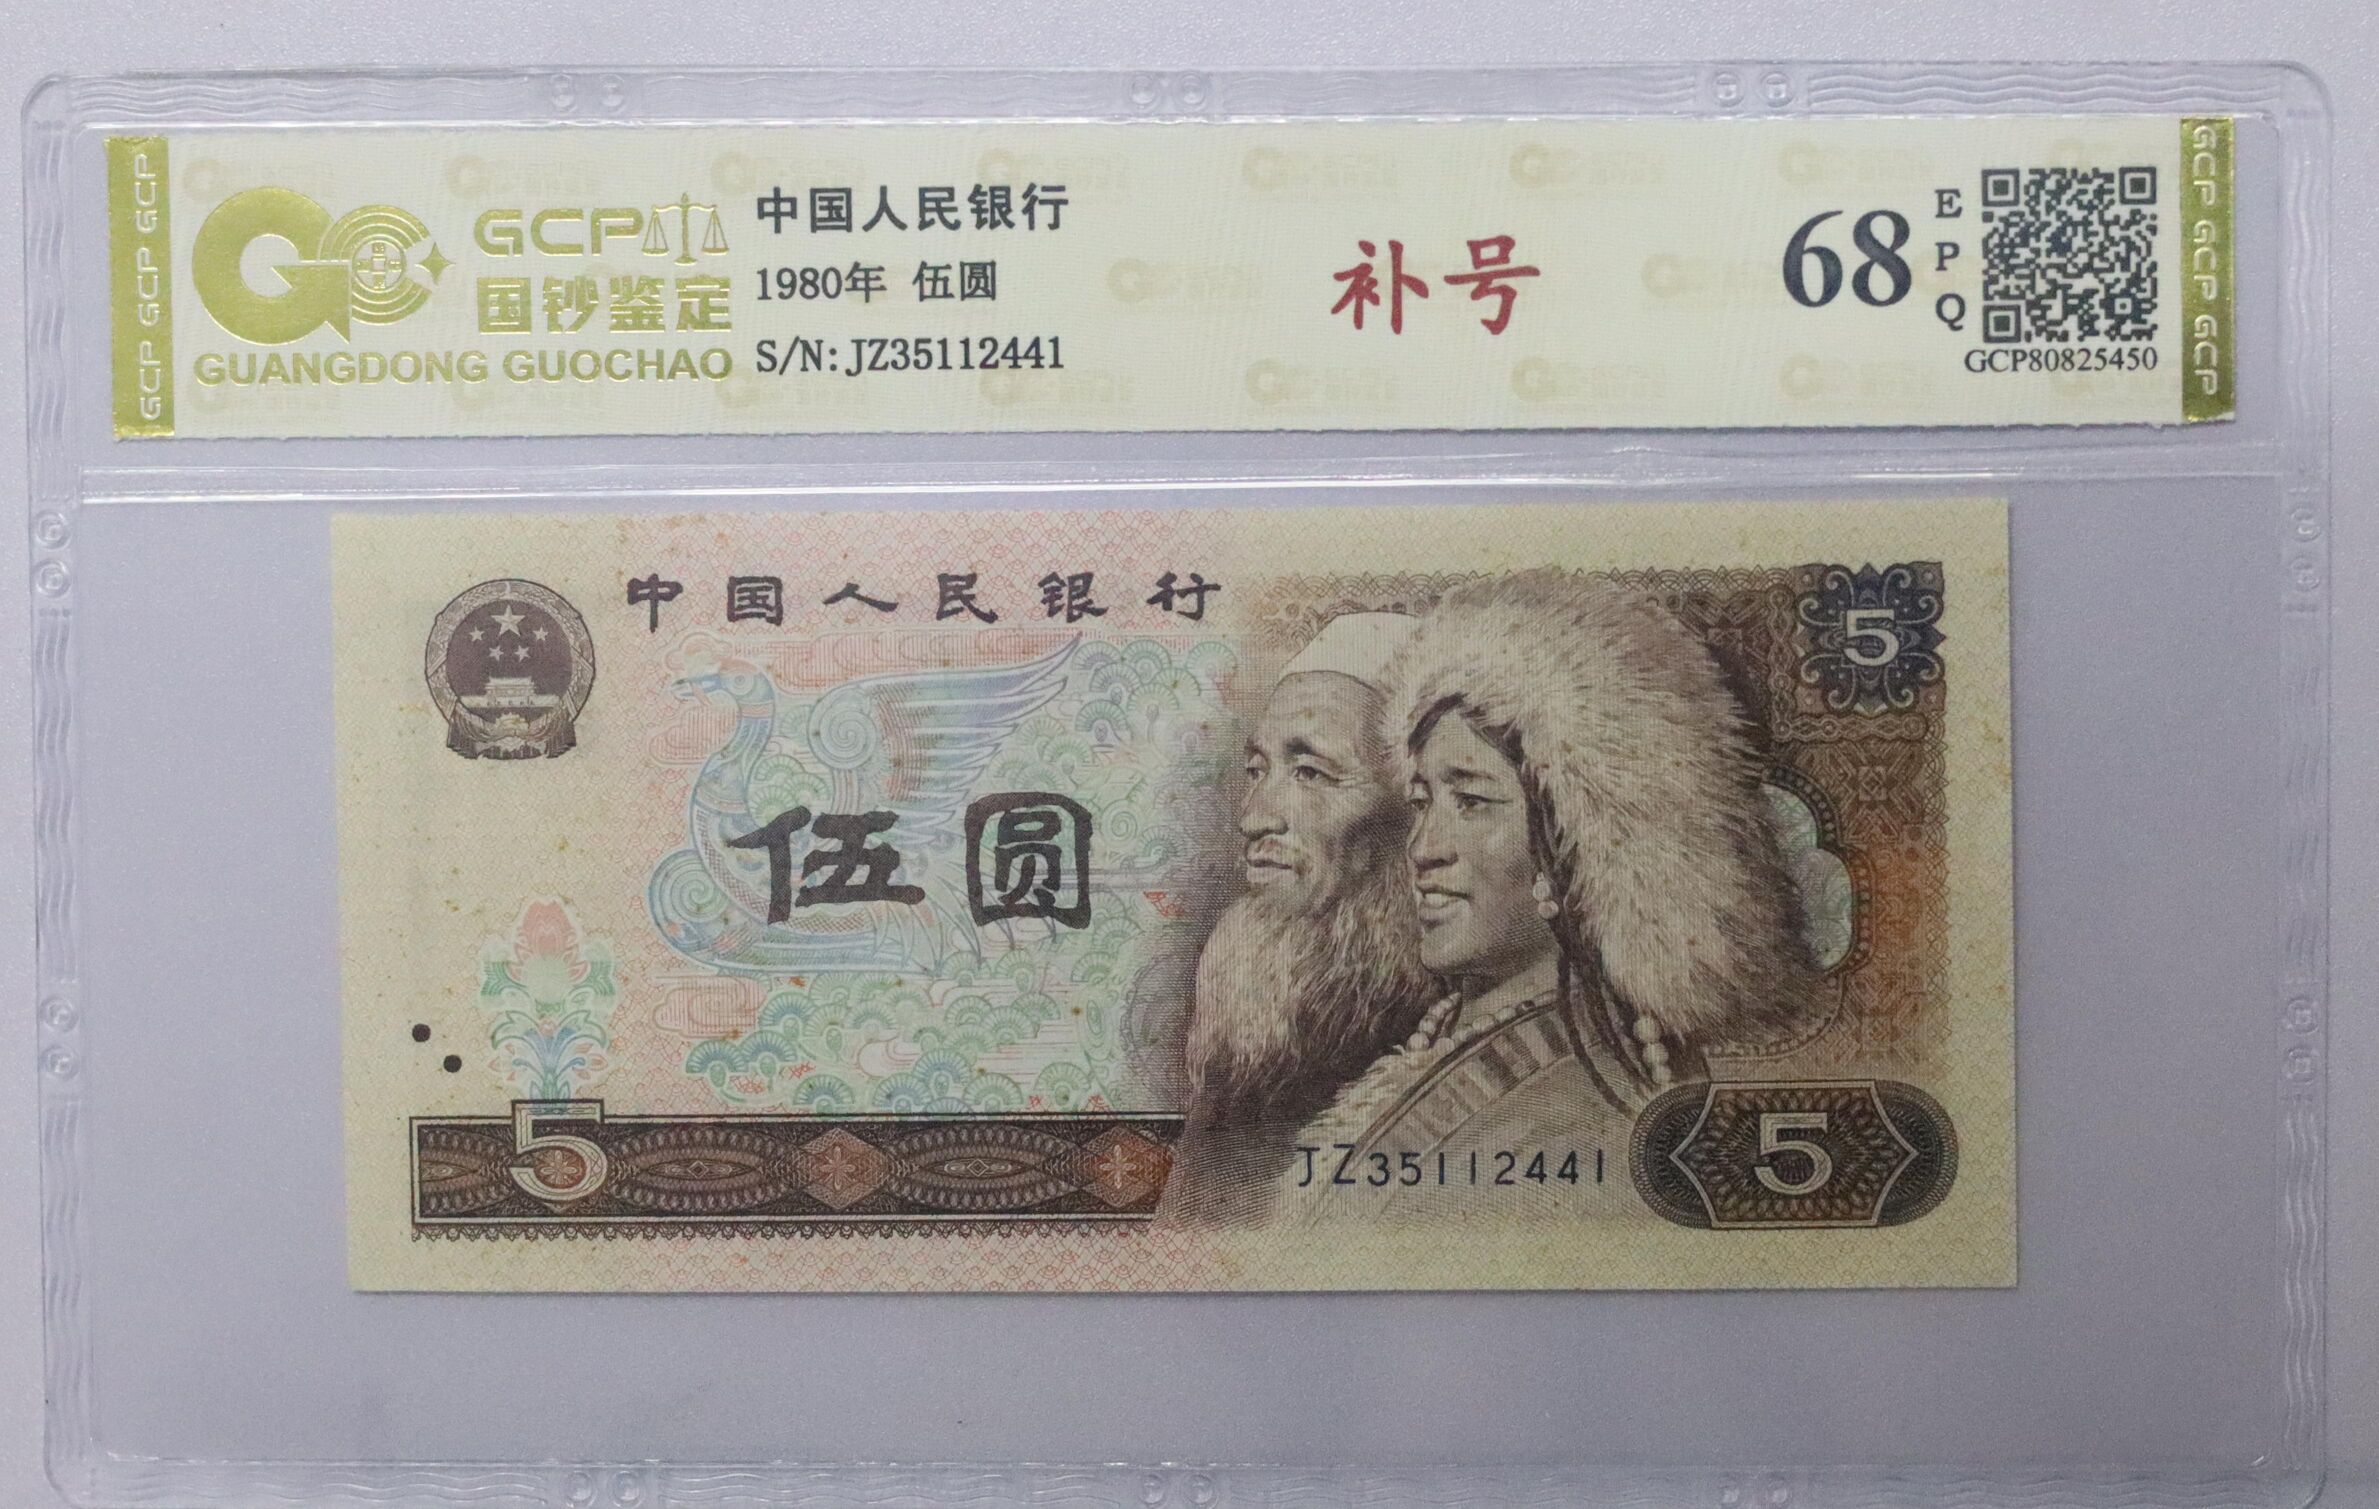 GCP GCP GCP
GCP
国钞鉴定
GUANGDONG GUOCHAO
中国人民银行
1980年 伍圆
S/N: JZ35112441
补号
68
EPQ
GCP80825450
GCP GCP GCP
中国人民银行
5
伍圆
5
JZ35112441
5